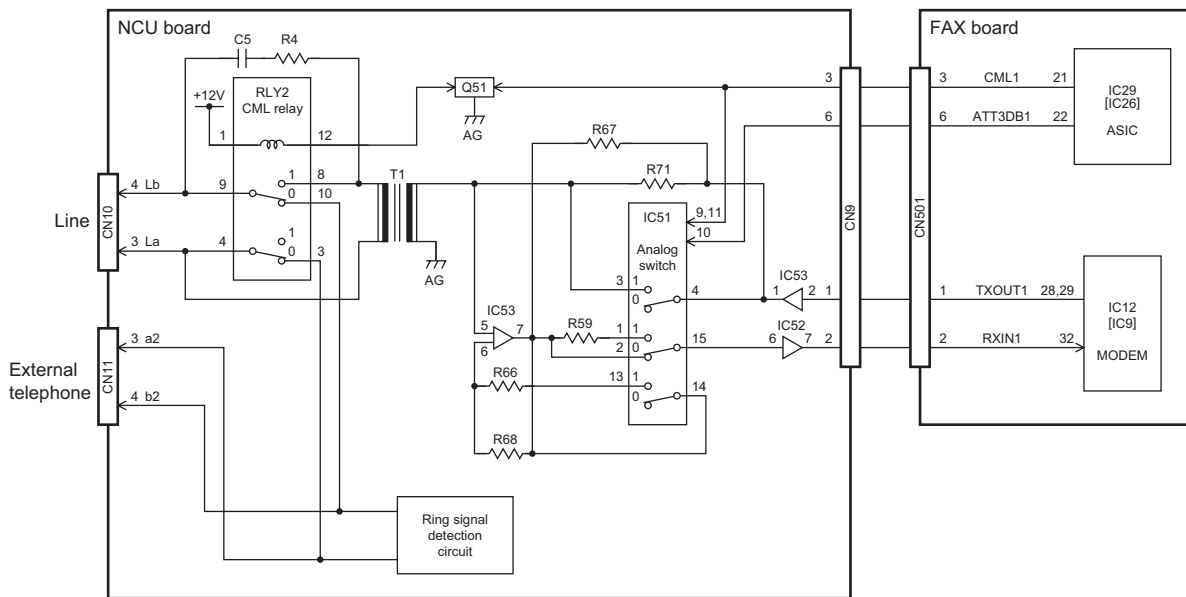 NCU board
FAX board
C5
R4
RLY2
CML relay
+12V
1
12
Q51
AG
3
3
CML1
21
IC29
[IC26]
ASIC
6
6
ATT3DB1
22
R67
R71
T1
AG
Line
CN10
4 Lb
9
1
0
8
10
3 La
4
1
0
3
IC51
Analog
switch
9,11
10
CN9
CN501
3
1
0
4
IC53
1
2
1
1
TXOUT1
28,29
IC12
[IC9]
MODEM
IC53
5
6
7
R59
1
2
1
0
15
IC52
6
7
2
2
RXIN1
32
R66
13
1
0
14
R68
External
telephone
CN11
3 a2
4 b2
Ring signal
detection
circuit